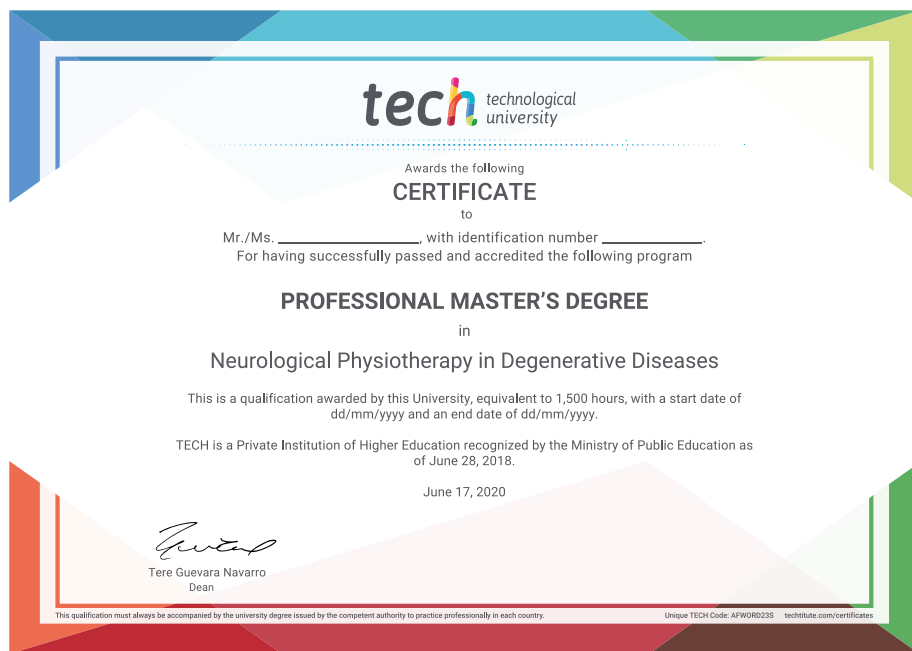 tech technological
university
Awards the following
CERTIFICATE
to
Mr./Ms. ____________________, with identification number ______________.
For having successfully passed and accredited the following program
PROFESSIONAL MASTER'S DEGREE
in
Neurological Physiotherapy in Degenerative Diseases
This is a qualification awarded by this University, equivalent to 1,500 hours, with a start date of
dd/mm/yyyy and an end date of dd/mm/yyyy.
TECH is a Private Institution of Higher Education recognized by the Ministry of Public Education as
of June 28, 2018.
June 17, 2020
Tere Guevara Navarro
Dean
This qualification must always be accompanied by the university degree issued by the competent authority to practice professionally in each country. Unique TECH Code: AFWORD23S techtitute.com/certificates